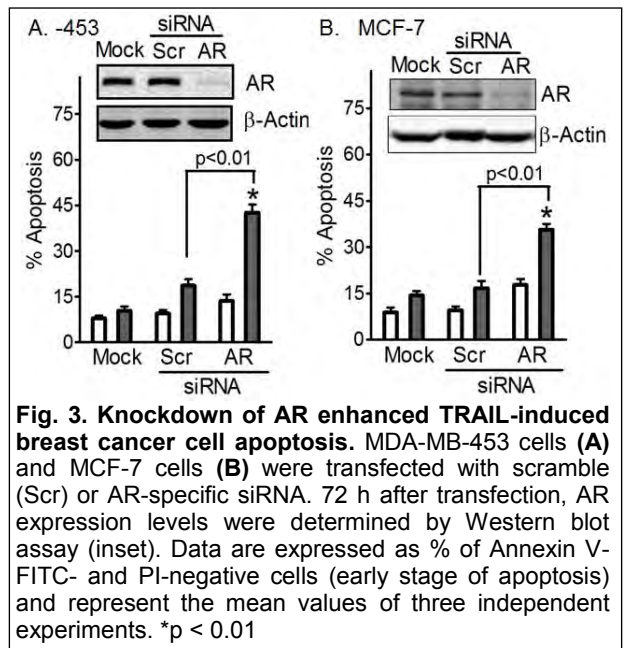 A. -453
siRNA
Mock Scr AR
AR
β-Actin
% Apoptosis
75
60
45
30
15
0
p<0.01
*
Mock Scr AR
siRNA
B. MCF-7
siRNA
Mock Scr AR
AR
β-Actin
% Apoptosis
75
60
45
30
15
0
p<0.01
*
Mock Scr AR
siRNA
Fig. 3. Knockdown of AR enhanced TRAIL-induced
breast cancer cell apoptosis. MDA-MB-453 cells (A)
and MCF-7 cells (B) were transfected with scramble
(Scr) or AR-specific siRNA. 72 h after transfection, AR
expression levels were determined by Western blot
assay (inset). Data are expressed as % of Annexin V-
FITC- and PI-negative cells (early stage of apoptosis)
and represent the mean values of three independent
experiments. *p < 0.01